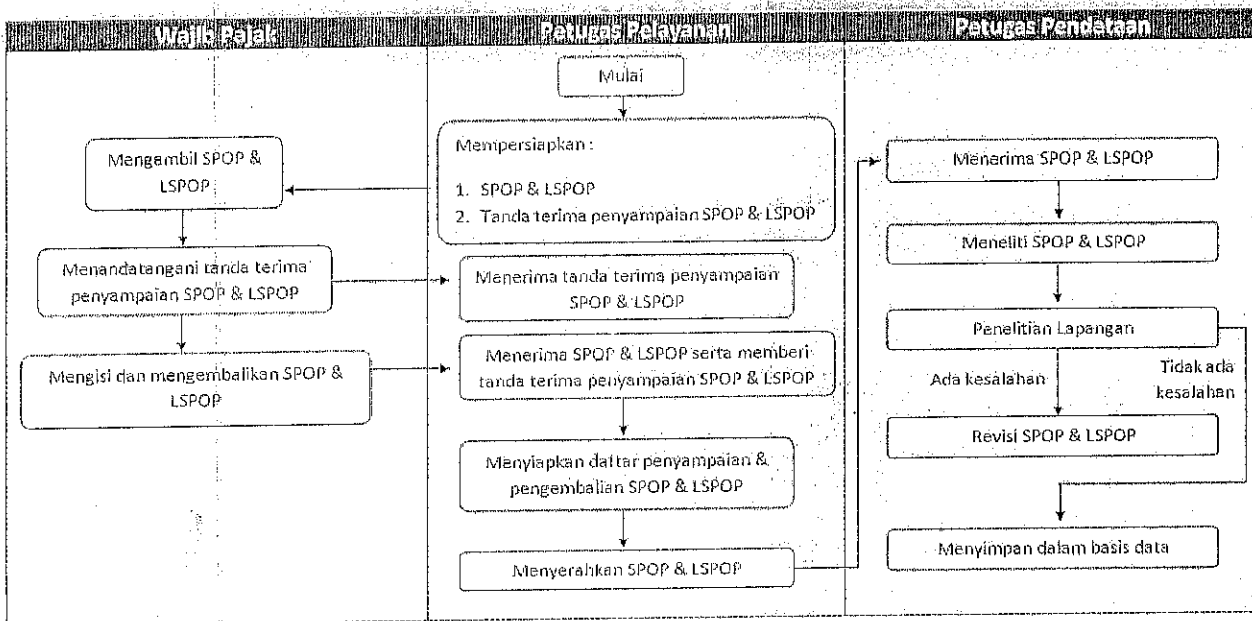 Wajib Pajak
Petugas Pelayanan
Petugas Pendataan
Mulai
Mempersiapkan :
1. SPOP & LSPOP
2. Tanda terima penyampaian SPOP & LSPOP
Mengambil SPOP &
LSPOP
Menandatangani tanda terima
penyampaian SPOP & LSPOP
Menerima tanda terima penyampaian
SPOP & LSPOP
Mengisi dan mengembalikan SPOP &
LSPOP
Menerima SPOP & LSPOP serta memberi
tanda terima penyampaian SPOP & LSPOP
Menyiapkan daftar penyampaian &
pengembalian SPOP & LSPOP
Menyerahkan SPOP & LSPOP
Menerima SPOP & LSPOP
Meneliti SPOP & LSPOP
Penelitian Lapangan
Ada kesalahan
Tidak ada
kesalahan
Revisi SPOP & LSPOP
Menyimpan dalam basis data